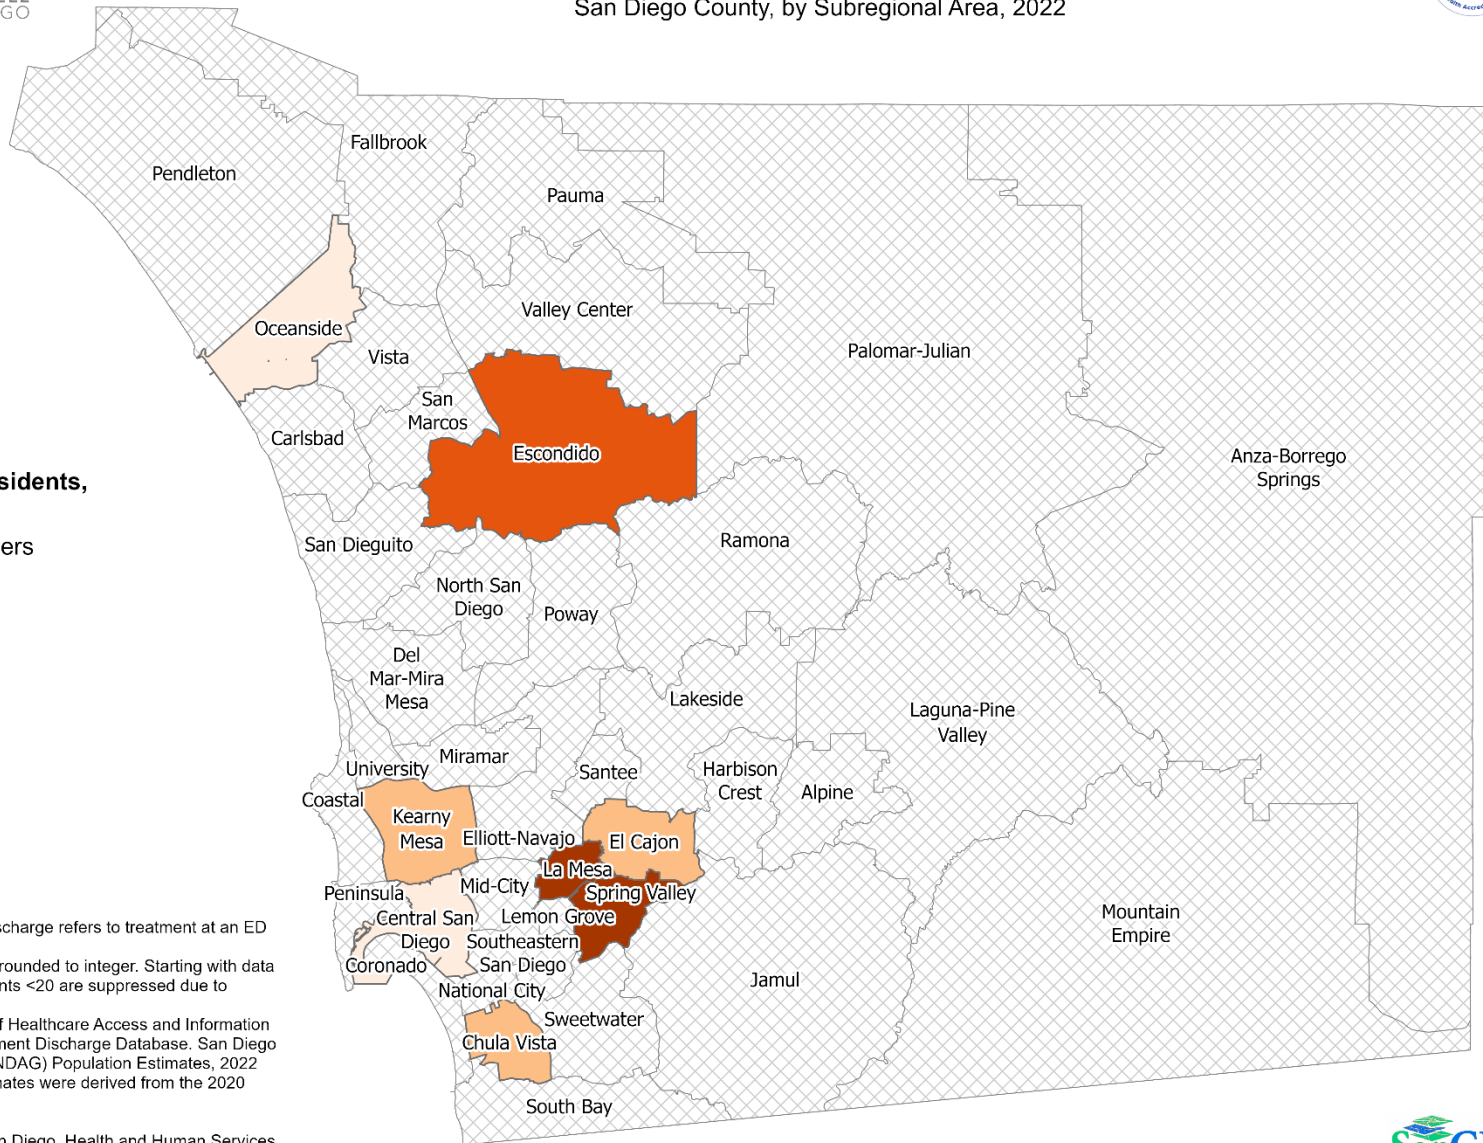 GO
San Diego County, by Subregional Area, 2022
Fallbrook
Pendleton
Pauma
Oceanside
Valley Center
Vista
Palomar-Julian
San
Marcos
Carlsbad
Escondido
Anza-Borrego
Springs
sidents,
San Dieguito
Ramona
ers
North San
Diego
Poway
Del
Mar-Mira
Mesa
Lakeside
Laguna-Pine
Valley
Miramar
University
Santee
Harbison
Crest
Alpine
Coastal
Kearny
Mesa
Elliott-Navajo
El Cajon
La Mesa
Peninsula
Mid-City
Spring Valley
Central San
Diego
Lemon Grove
Mountain
Empire
scharge refers to treatment at an ED
Southeastern
San Diego
Coronado
Jamul
rounded to integer. Starting with data
nts <20 are suppressed due to
National City
Sweetwater
f Healthcare Access and Information
Chula Vista
ment Discharge Database. San Diego
NDAG) Population Estimates, 2022
mates were derived from the 2020
South Bay
n Diego, Health and Human Services